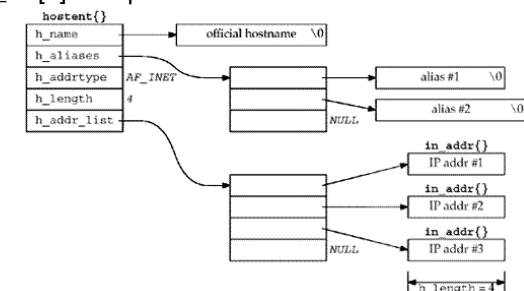 hostent{}
h_name
official hostname \0
h_aliases
h_addrtype AF_INET
alias #1 \0
h_length 4
alias #2 \0
h_addr_list
NULL
in_addr{}
IP addr #1
in_addr{}
IP addr #2
in_addr{}
NULL
IP addr #3
h_length = 4